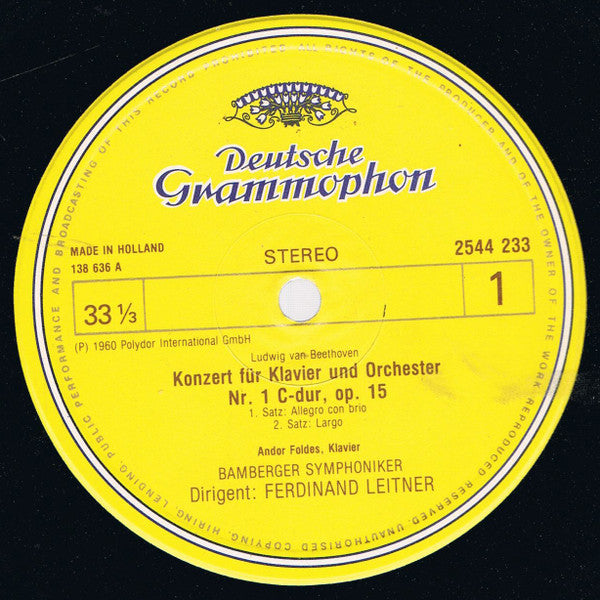 Deutsche
Grammophon
MADE IN HOLLAND
138 636 A
STEREO
2544 233
33 1/3
1
(P) 1960 Polydor International GmbH
Ludwig van Beethoven
Konzert für Klavier und Orchester
Nr. 1 C-dur, op. 15
1. Satz: Allegro con brio
2. Satz: Largo
Andor Foldes, Klavier
BAMBERGER SYMPHONIKER
Dirigent: FERDINAND LEITNER
ALL RIGHTS OF THE PRODUCER AND OF THE OWNER OF THE WORK REPRODUCED RESERVED. UNAUTHORISED COPYING, HIRING, LENDING, PUBLIC PERFORMANCE AND BROADCASTING OF THIS RECORD PROHIBITED